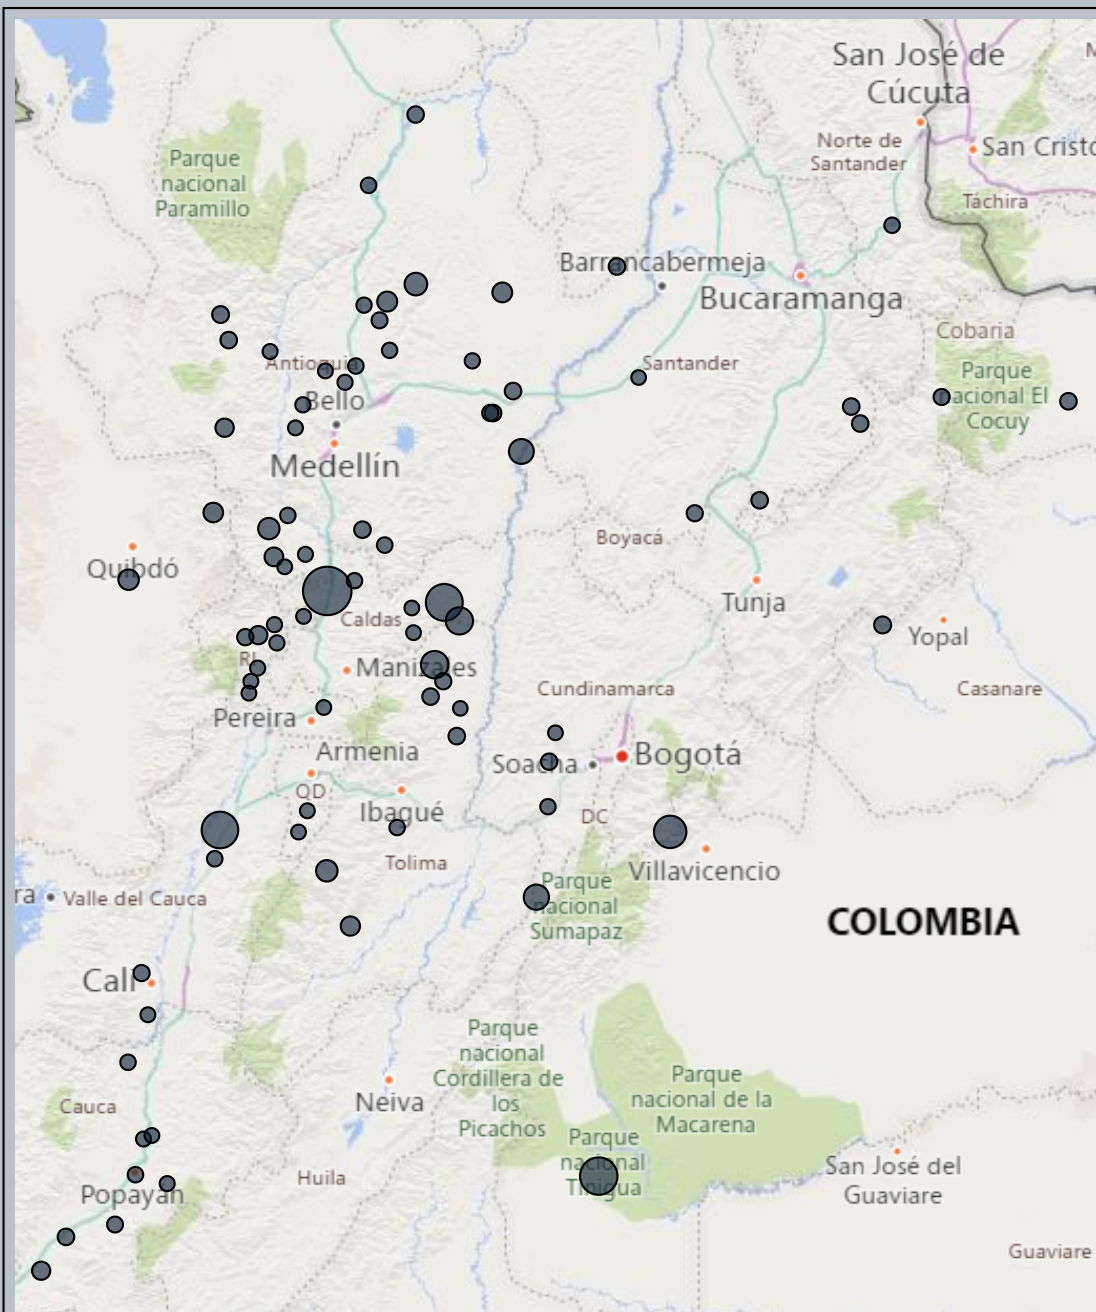 San José de
Cúcuta
Norte de
Santander
San Cristó
Táchira
Parque
nacional
Paramillo
Barrancabermeja
Bucaramanga
Cobaria
Antioquia
Santander
Parque
nacional El
Cocuy
Bello
Medellín
Boyacá
Quibdó
Tunja
Caldas
Yopal
Manizales
Cundinamarca
Casanare
Pereira
Armenia
Soacha
Bogotá
QD
Ibagué
DC
Tolima
Villavicencio
ra
Valle del Cauca
Parque
nacional
Sumapaz
COLOMBIA
Cali
Parque
nacional
Cordillera de
los
Picachos
Parque
nacional de la
Macarena
Neiva
Cauca
Parque
nacional
Tinigua
San José del
Guaviare
Huila
Popayán
Guaviare